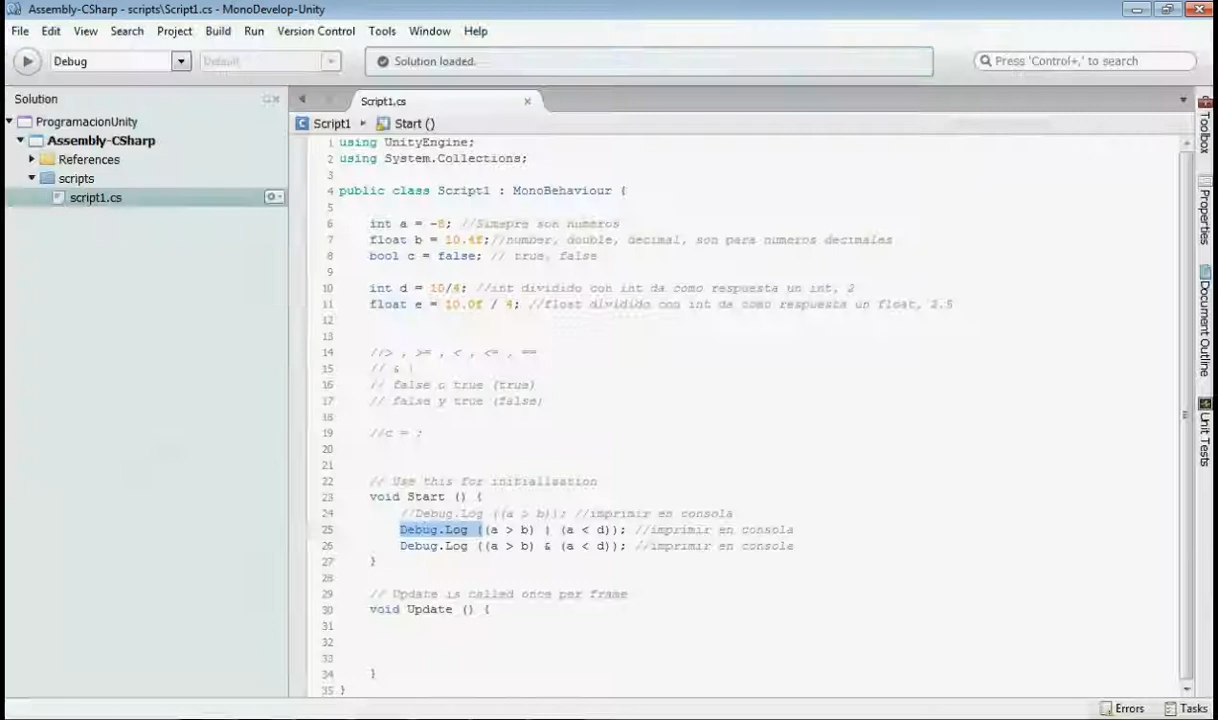 Assembly-CSharp - scripts\Script1.cs - MonoDevelop-Unity
File Edit View Search Project Build Run Version Control Tools Window Help
Debug Default Solution loaded. Press 'Control+,' to search
Solution
ProgramacionUnity
Assembly-CSharp
References
scripts
script1.cs
Script1.cs
Script1 Start ()
1 using UnityEngine;
2 using System.Collections;
3
4 public class Script1 : MonoBehaviour {
5
6 int a = -8; //Simepre son numeros
7 float b = 10.4f;//number, double, decimal, son para numeros decimales
8 bool c = false; // true, false
9
10 int d = 10/4; //int dividido con int da como respuesta un int, 2
11 float e = 10.0f / 4; //float dividido con int da como respuesta un float, 2.5
12
13
14 //> , >= , < , <= , ==
15 // & |
16 // false o true (true)
17 // false y true (false)
18
19 //c = ;
20
21
22 // Use this for initialisation
23 void Start () {
24 //Debug.Log ((a > b)); //imprimir en consola
25 Debug.Log ((a > b) | (a < d)); //imprimir en consola
26 Debug.Log ((a > b) & (a < d)); //imprimir en consola
27 }
28
29 // Update is called once per frame
30 void Update () {
31
32
33
34 }
35 }
Toolbox
Properties
Document Outline
Unit Tests
Errors Tasks